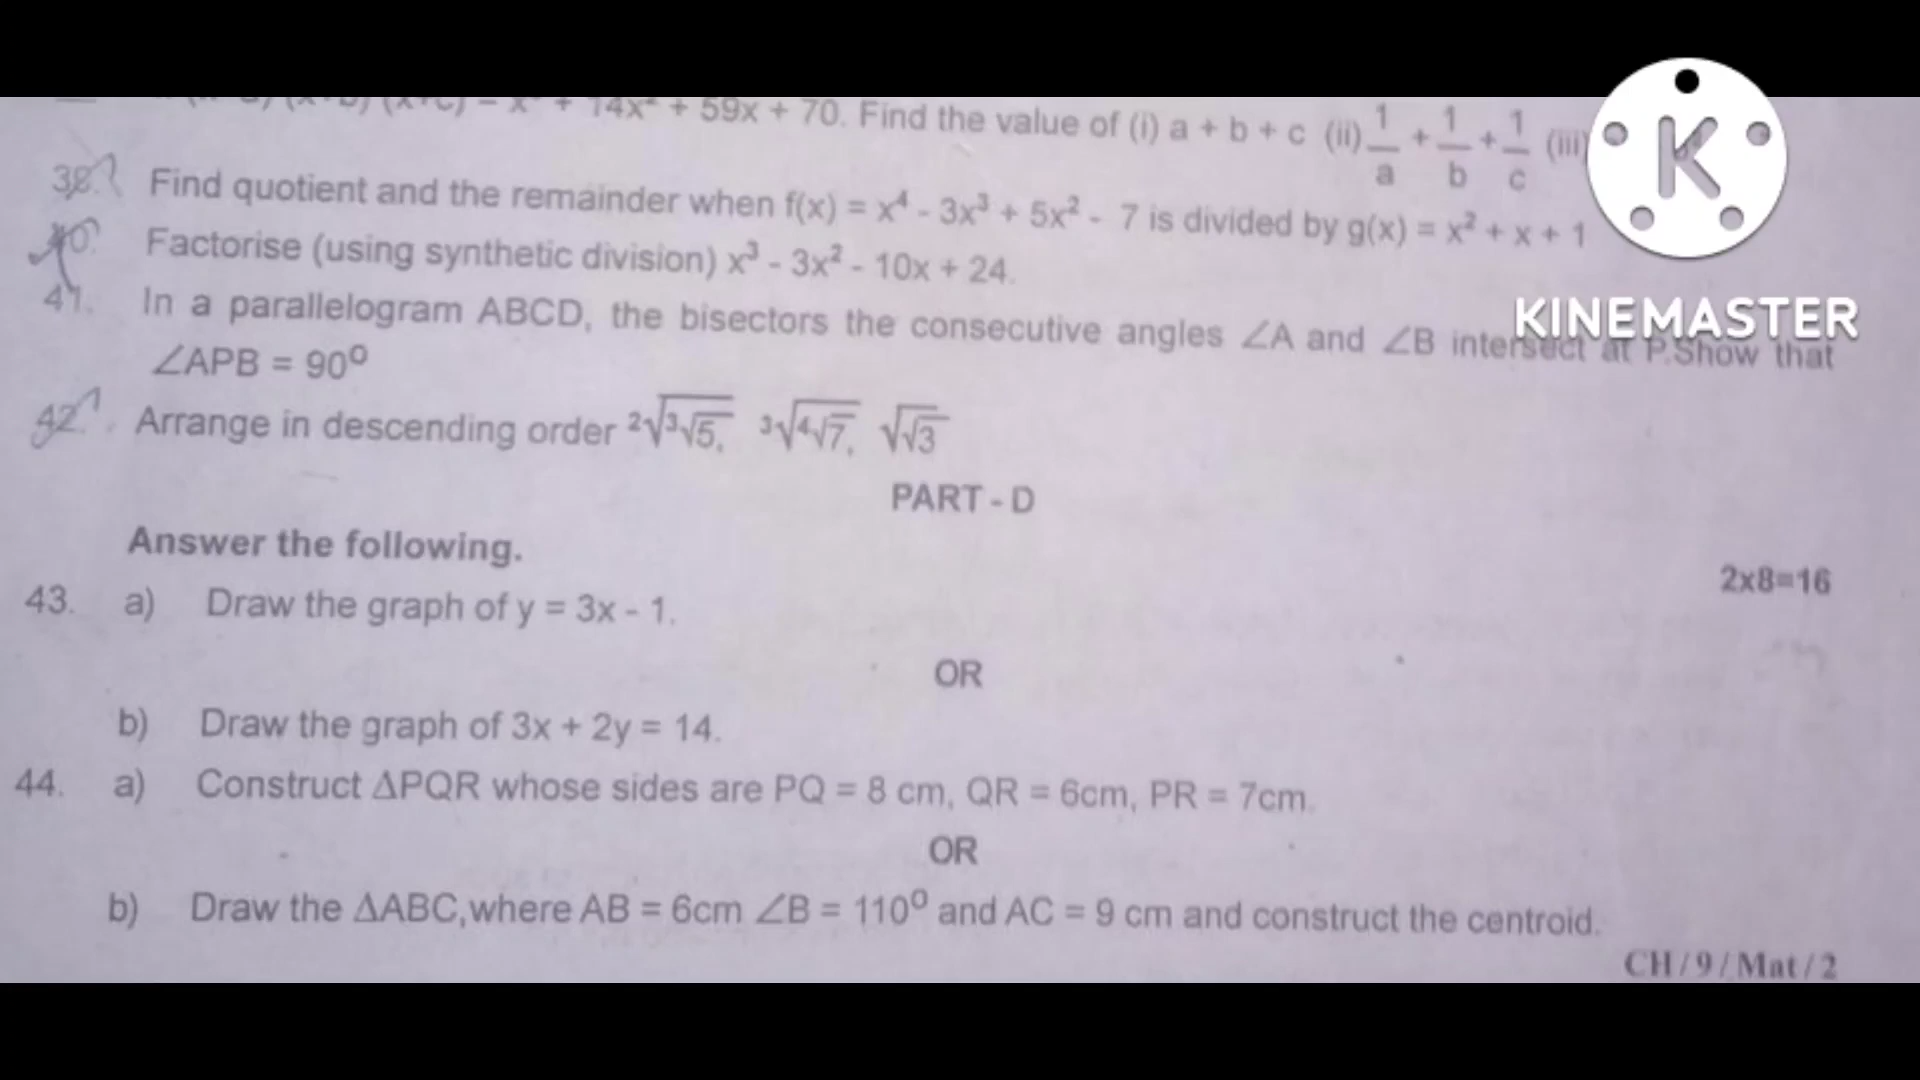 (x+b) (x+c) = x³ + 14x² + 59x + 70. Find the value of (i) a + b + c (ii) 1/a + 1/b + 1/c (iii)
38. Find quotient and the remainder when f(x) = x⁴ - 3x³ + 5x² - 7 is divided by g(x) = x² + x + 1
40. Factorise (using synthetic division) x³ - 3x² - 10x + 24.
41. In a parallelogram ABCD, the bisectors the consecutive angles ∠A and ∠B intersect at P.Show that
∠APB = 90⁰
42. Arrange in descending order ²√³√5, ³√⁴√7, √√3
PART - D
Answer the following.
2x8=16
43. a) Draw the graph of y = 3x - 1.
OR
b) Draw the graph of 3x + 2y = 14.
44. a) Construct ΔPQR whose sides are PQ = 8 cm, QR = 6cm, PR = 7cm.
OR
b) Draw the ΔABC,where AB = 6cm ∠B = 110⁰ and AC = 9 cm and construct the centroid.
CH / 9 / Mat / 2
K
KINEMASTER